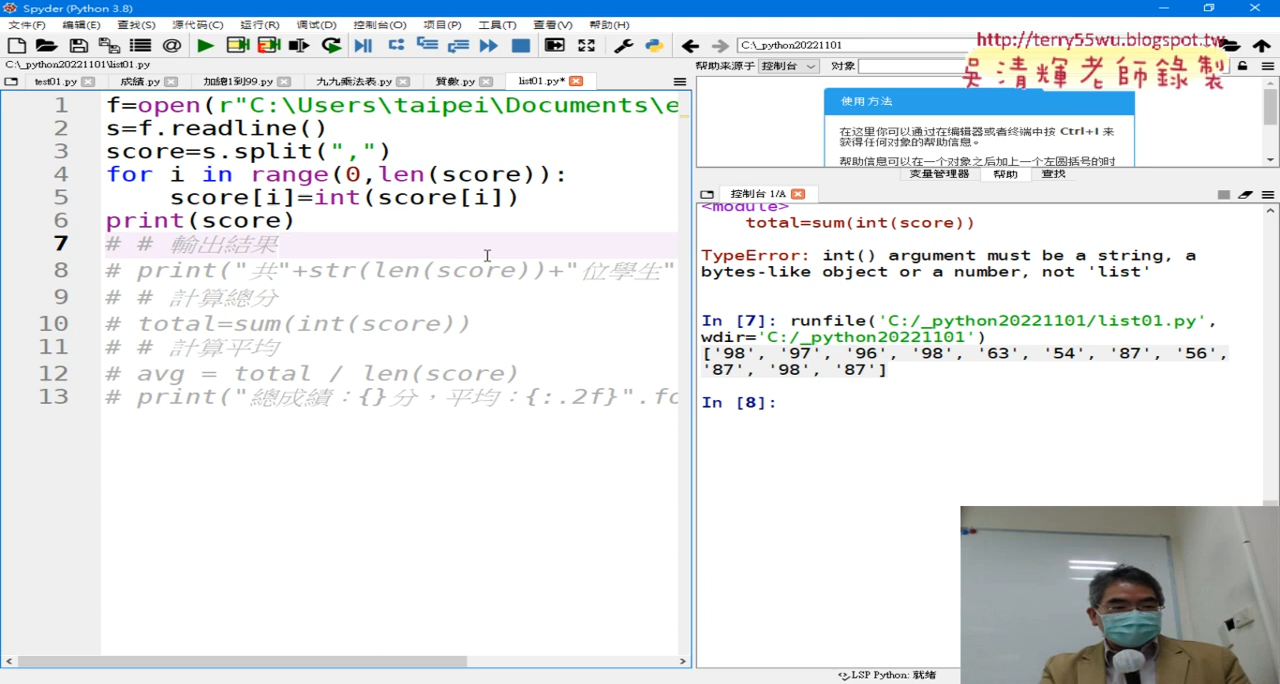 Spyder (Python 3.8)
文件(F) 编辑(E) 查找(S) 源代码(C) 运行(R) 调试(D) 控制台(O) 项目(P) 工具(T) 查看(V) 帮助(H)
C:\_python20221101
http://terry55wu.blogspot.tw
吳清輝老師錄製
C:\_python20221101\list01.py
帮助来源于 控制台 对象
test01.py 成績.py 加總1到99.py 九九乘法表.py 質數.py list01.py*
1 f=open(r"C:\Users\taipei\Documents\e
2 s=f.readline()
3 score=s.split(",")
4 for i in range(0,len(score)):
5 score[i]=int(score[i])
6 print(score)
7 # # 輸出結果
8 # print("共"+str(len(score))+"位學生"
9 # # 計算總分
10 # total=sum(int(score))
11 # # 計算平均
12 # avg = total / len(score)
13 # print("總成績：{}分，平均：{:.2f}".fo
使用方法
在这里你可以通过在编辑器或者终端中按 Ctrl+I 来
获得任何对象的帮助信息。
帮助信息可以在一个对象之后加上一个左圆括号的时
变量管理器 帮助 查找
控制台 1/8
<module>
total=sum(int(score))
TypeError: int() argument must be a string, a
bytes-like object or a number, not 'list'
In [7]: runfile('C:/_python20221101/list01.py',
wdir='C:/_python20221101')
['98', '97', '96', '98', '63', '54', '87', '56',
'87', '98', '87']
In [8]:
LSP Python: 就绪